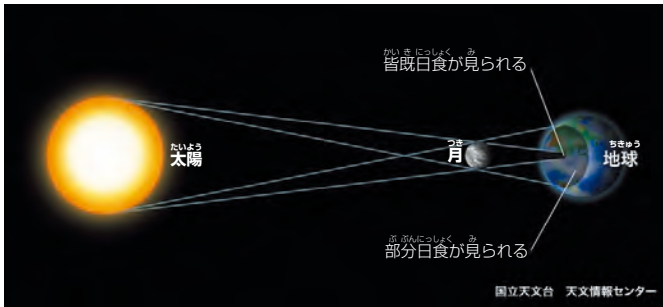 かいきにっしょく み
皆既日食が見られる
たいよう
太陽
つき
月
ちきゅう
地球
ぶぶんにっしょく み
部分日食が見られる
国立天文台 天文情報センター